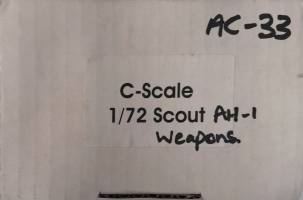 AC-33
C-Scale
1/72 Scout AH-1
Weapons.